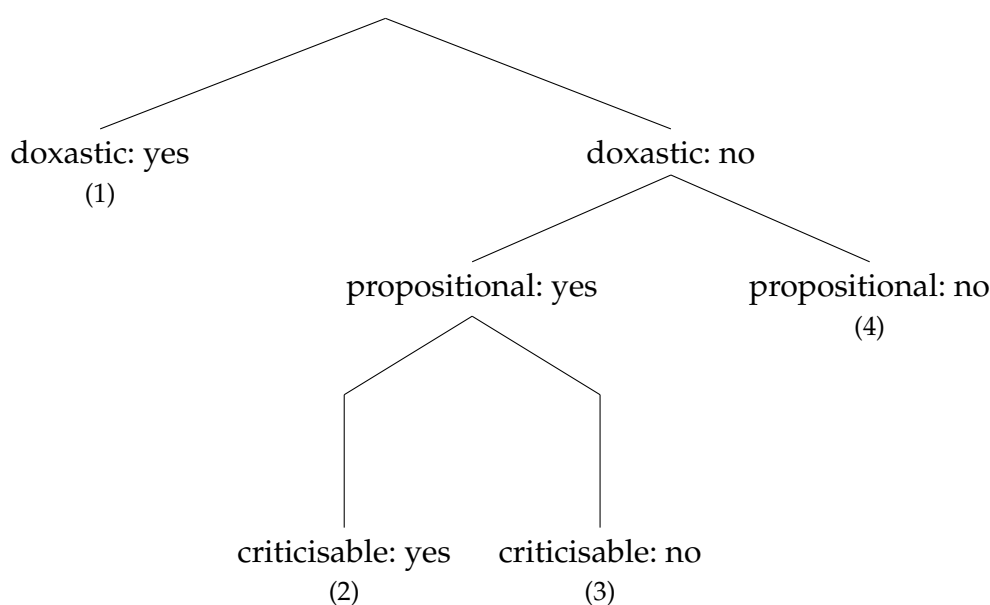 doxastic: yes
(1)
doxastic: no
propositional: yes
propositional: no
(4)
criticisable: yes
(2)
criticisable: no
(3)